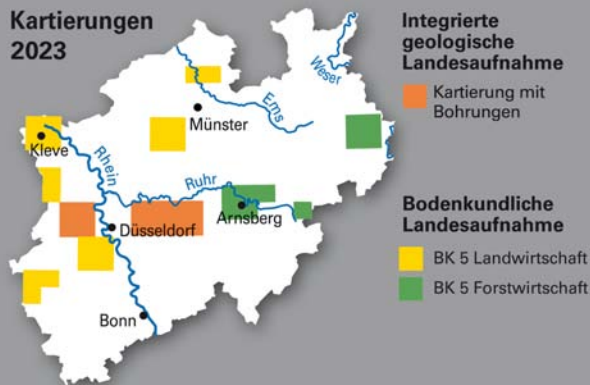 Kartierungen
2023
Integrierte
geologische
Landesaufnahme
Kartierung mit
Bohrungen
Weser
Ems
Münster
Kleve
Rhein
Ruhr
Arnsberg
Düsseldorf
Bodenkundliche
Landesaufnahme
BK 5 Landwirtschaft
BK 5 Forstwirtschaft
Bonn